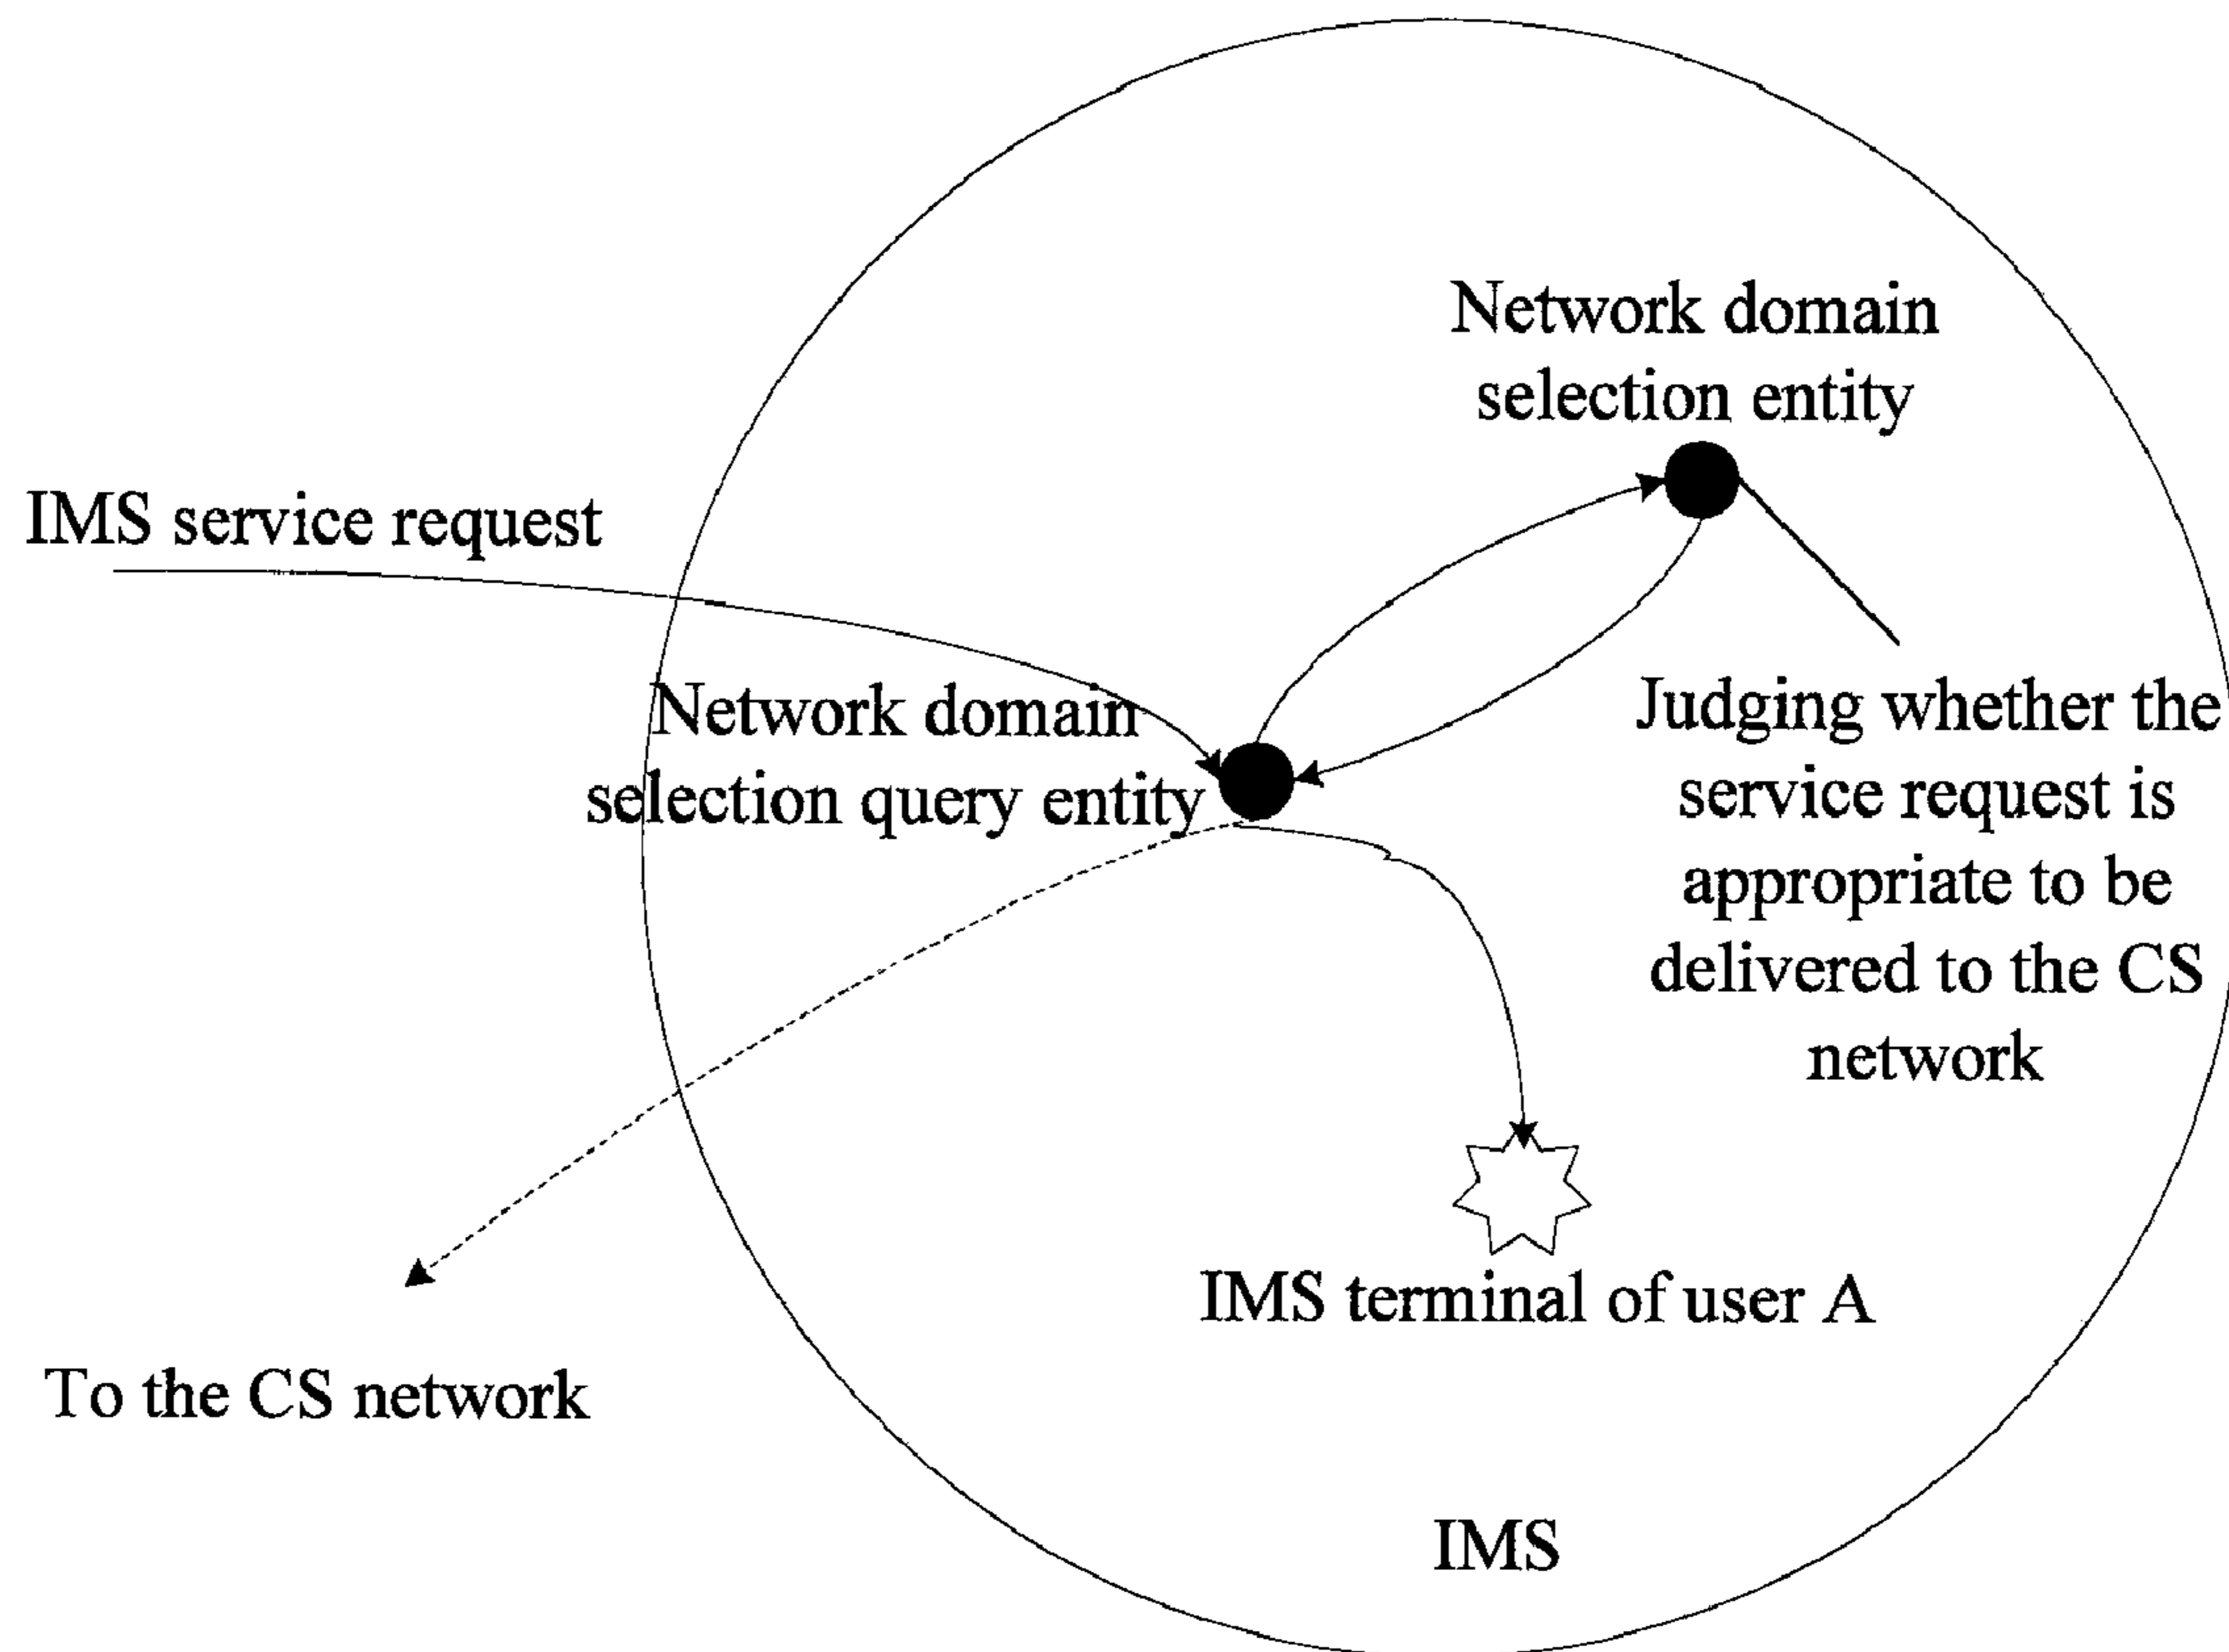 Network domain
selection entity
IMS service request
Network domain
selection query entity
Judging whether the
service request is
appropriate to be
delivered to the CS
network
IMS terminal of user A
To the CS network
IMS